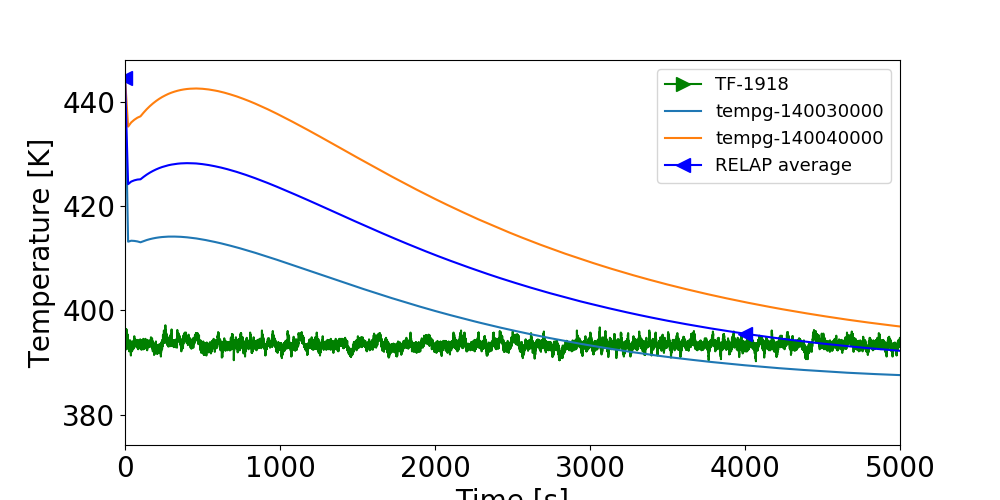 TF-1918
tempg-140030000
tempg-140040000
RELAP average
Temperature [K]
440
420
400
380
0 1000 2000 3000 4000 5000
Time [s]